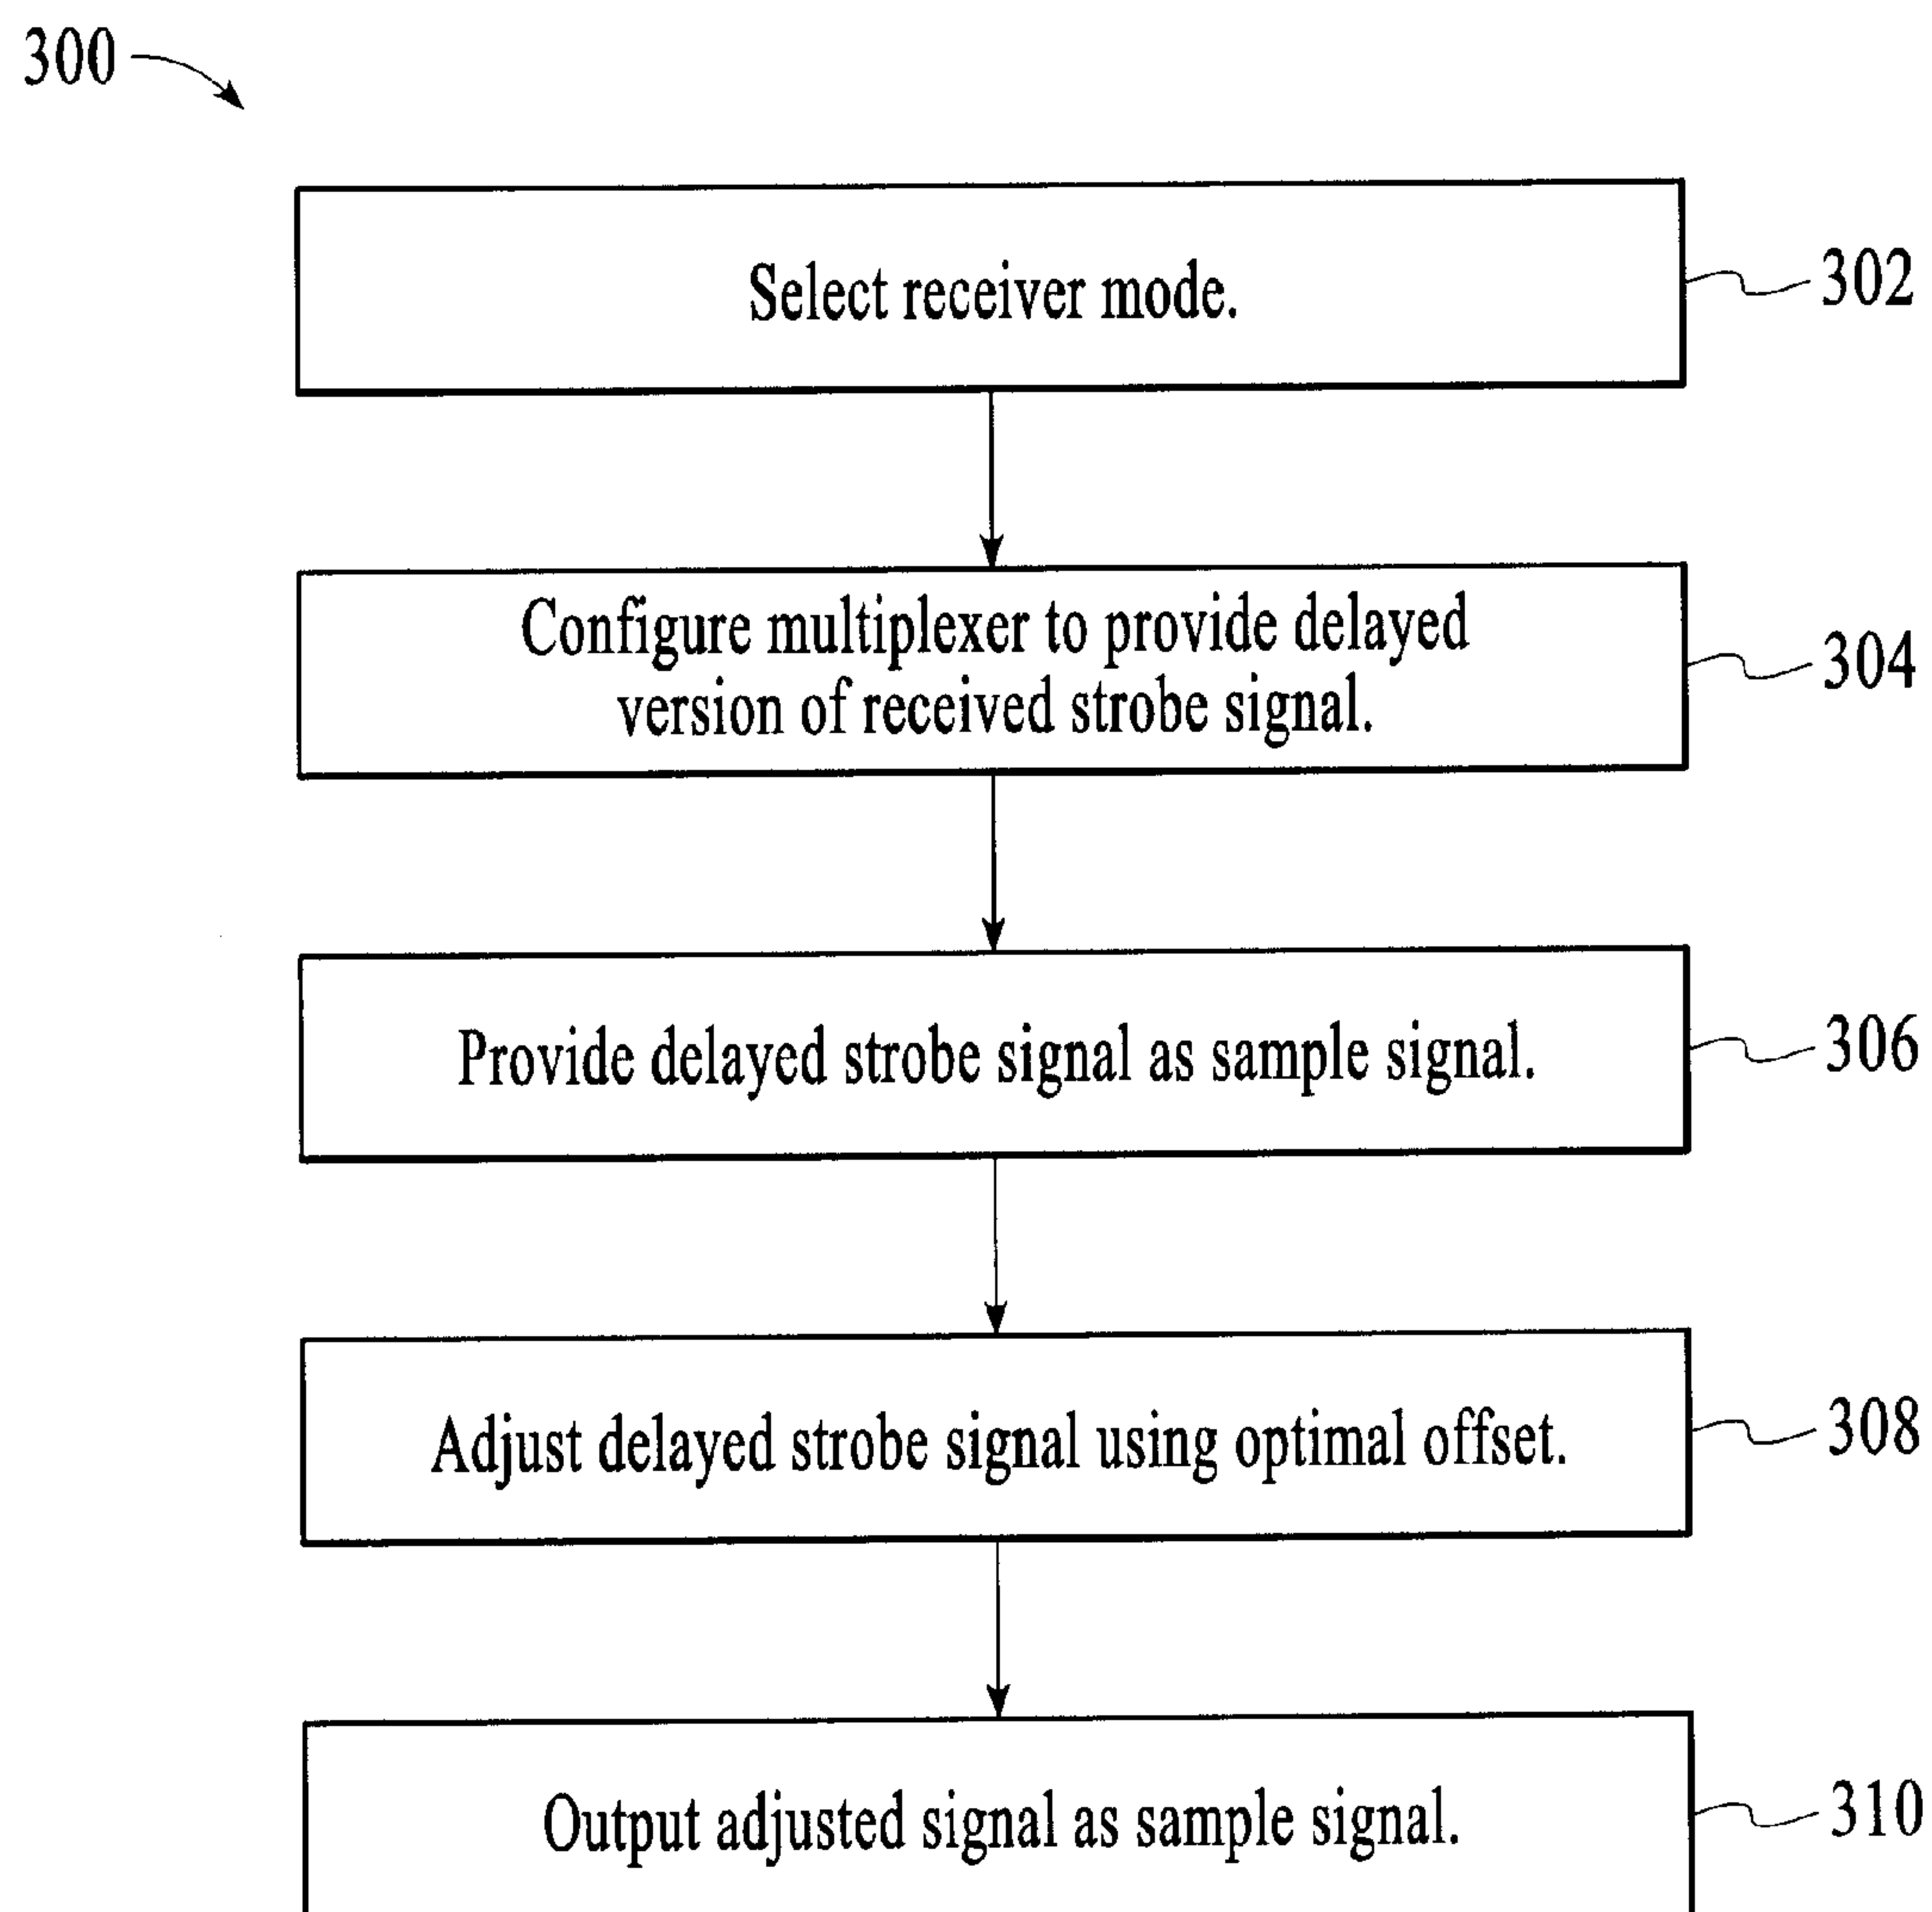 300
Select receiver mode.
302
Configure multiplexer to provide delayed
version of received strobe signal.
304
Provide delayed strobe signal as sample signal.
306
Adjust delayed strobe signal using optimal offset.
308
Output adjusted signal as sample signal.
310